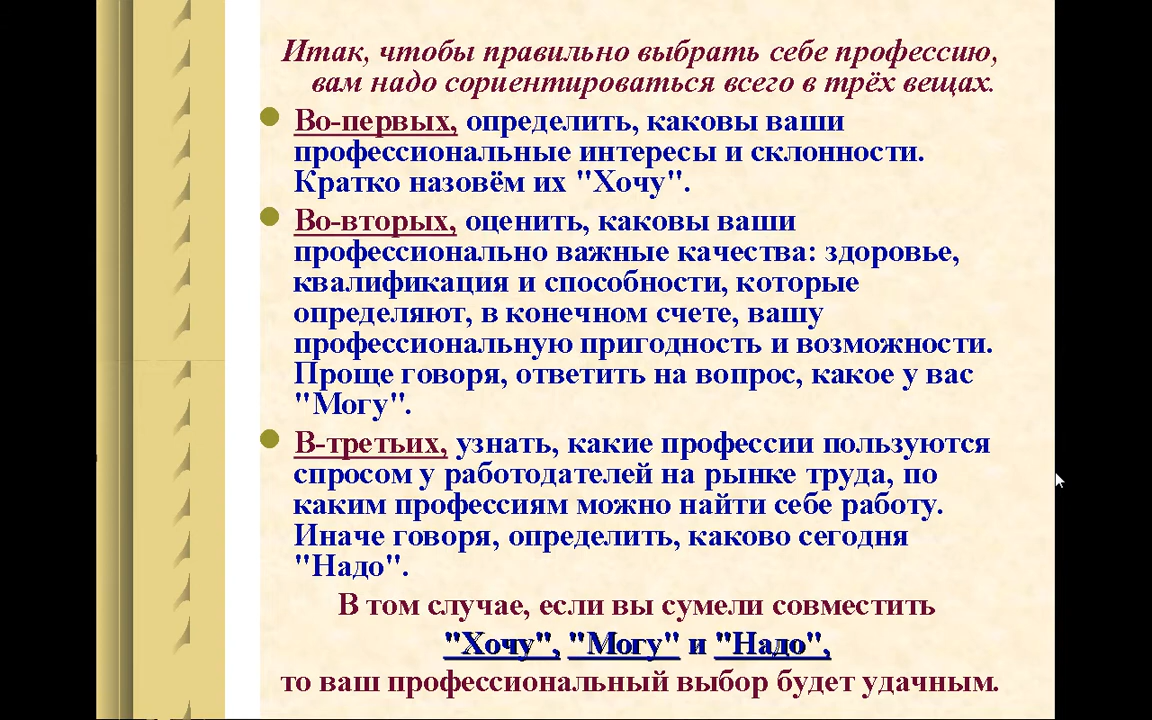 Итак, чтобы правильно выбрать себе профессию,
вам надо сориентироваться всего в трёх вещах.
Во-первых, определить, каковы ваши
профессиональные интересы и склонности.
Кратко назовём их "Хочу".
Во-вторых, оценить, каковы ваши
профессионально важные качества: здоровье,
квалификация и способности, которые
определяют, в конечном счете, вашу
профессиональную пригодность и возможности.
Проще говоря, ответить на вопрос, какое у вас
"Могу".
В-третьих, узнать, какие профессии пользуются
спросом у работодателей на рынке труда, по
каким профессиям можно найти себе работу.
Иначе говоря, определить, каково сегодня
"Надо".
В том случае, если вы сумели совместить
"Хочу", "Могу" и "Надо",
то ваш профессиональный выбор будет удачным.